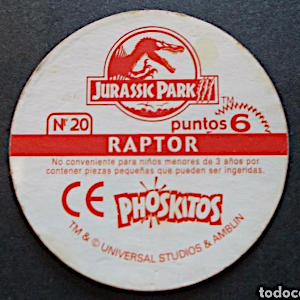 JURASSIC PARK III
TM
Nº 20
puntos 6
RAPTOR
No conveniente para niños menores de 3 años por
contener piezas pequeñas que pueden ser ingeridas.
CE PHOSKITOS
TM & © UNIVERSAL STUDIOS & AMBLIN
todoco